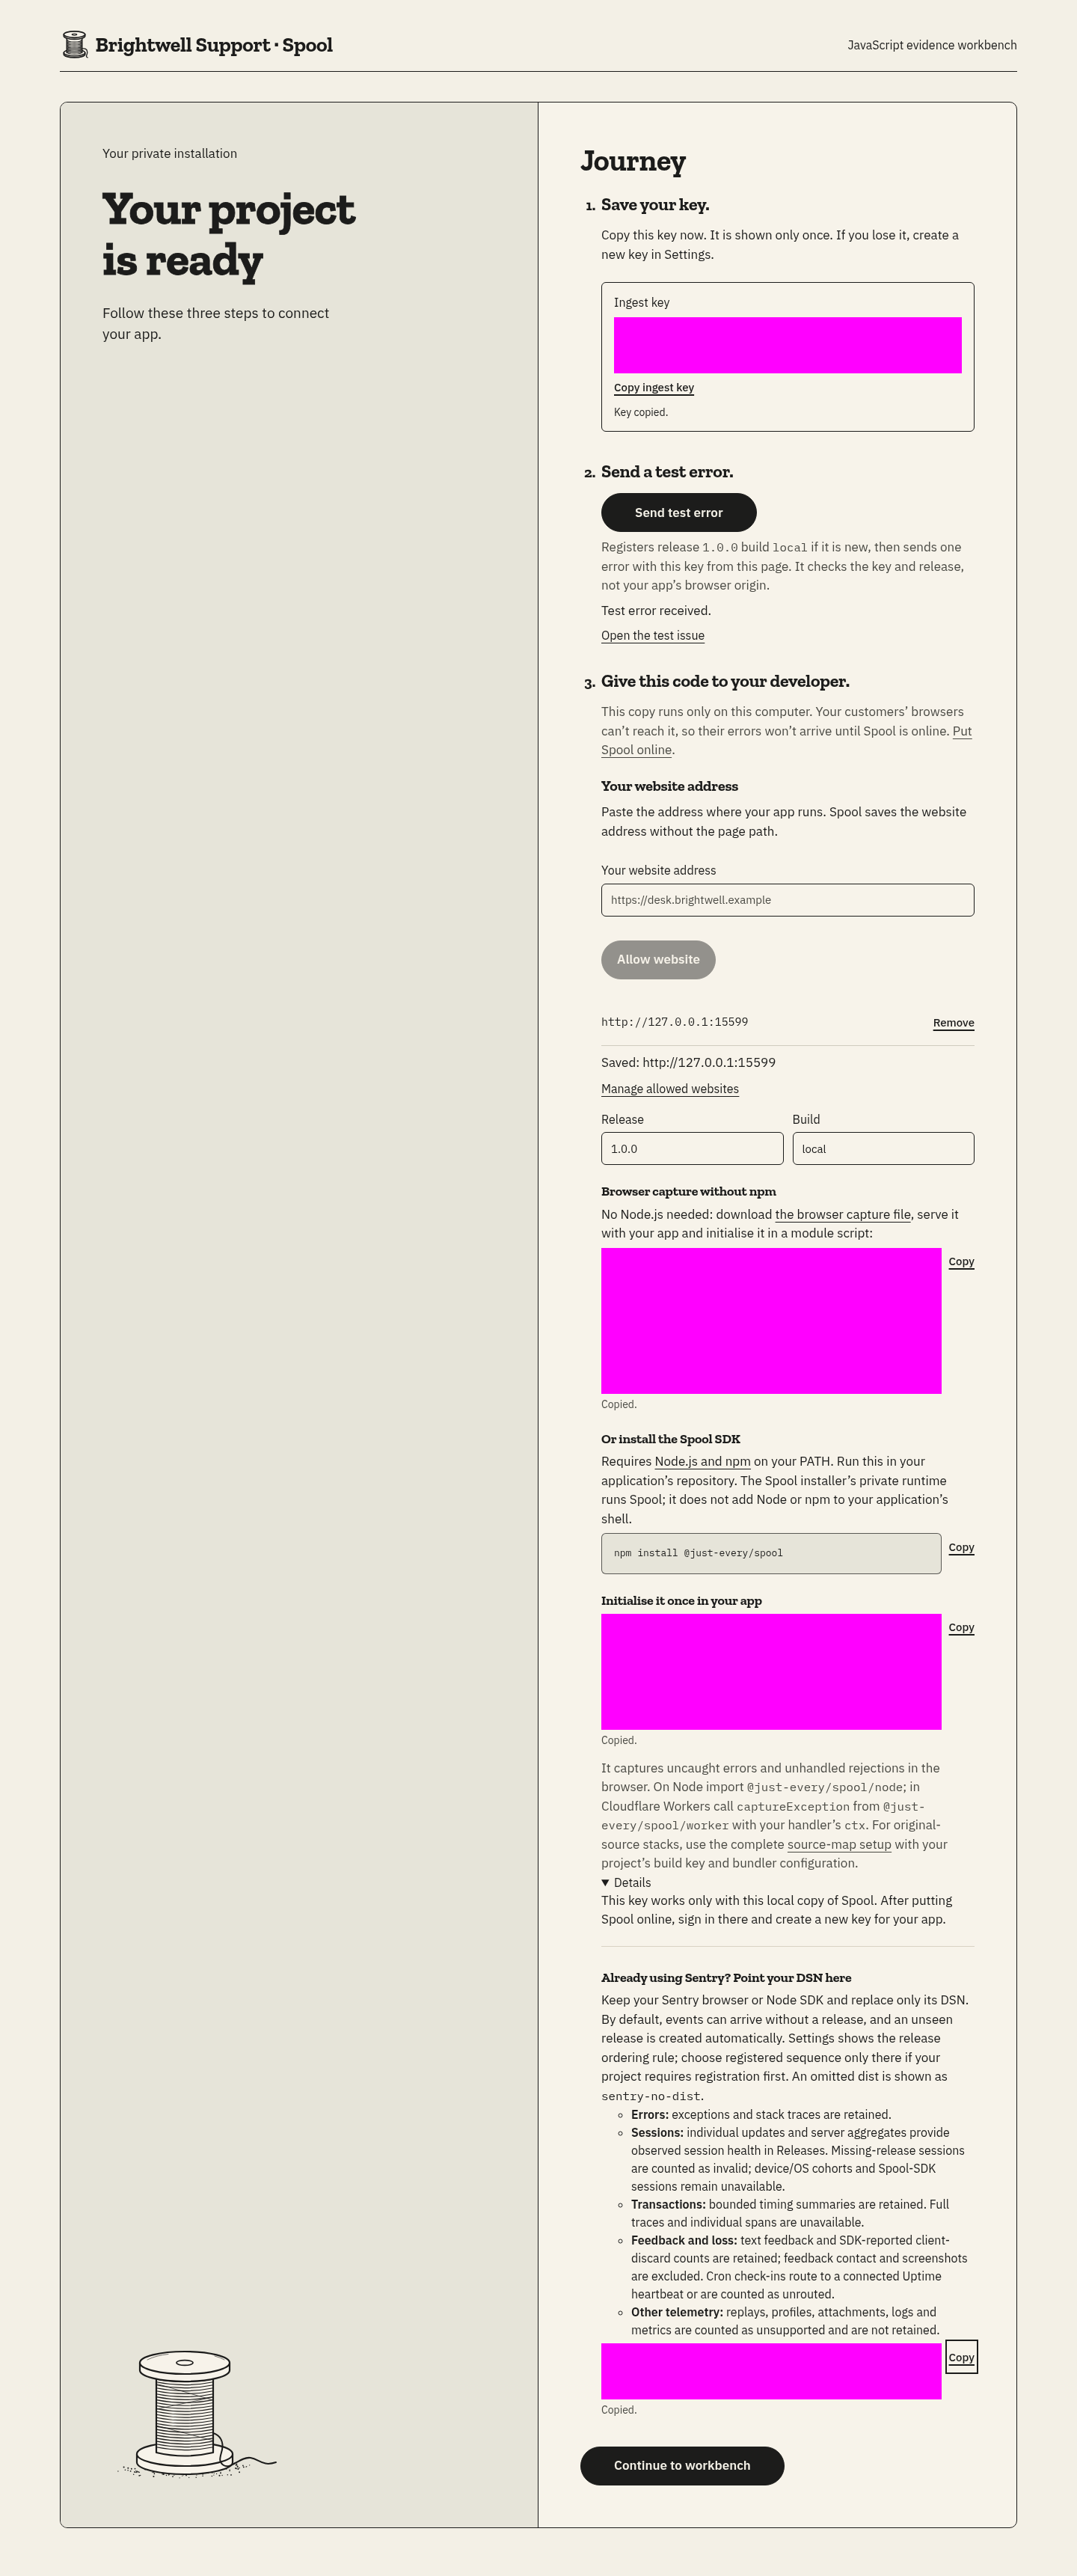 Brightwell Support · Spool
JavaScript evidence workbench
Your private installation
Your project
is ready
Follow these three steps to connect
your app.
Journey
1. Save your key.
Copy this key now. It is shown only once. If you lose it, create a
new key in Settings.
Ingest key
Copy ingest key
Key copied.
2. Send a test error.
Send test error
Registers release 1.0.0 build local if it is new, then sends one
error with this key from this page. It checks the key and release,
not your app’s browser origin.
Test error received.
Open the test issue
3. Give this code to your developer.
This copy runs only on this computer. Your customers’ browsers
can’t reach it, so their errors won’t arrive until Spool is online. Put
Spool online.
Your website address
Paste the address where your app runs. Spool saves the website
address without the page path.
Your website address
https://desk.brightwell.example
Allow website
http://127.0.0.1:15599
Remove
Saved: http://127.0.0.1:15599
Manage allowed websites
Release
Build
1.0.0
local
Browser capture without npm
No Node.js needed: download the browser capture file, serve it
with your app and initialise it in a module script:
Copy
Copied.
Or install the Spool SDK
Requires Node.js and npm on your PATH. Run this in your
application’s repository. The Spool installer’s private runtime
runs Spool; it does not add Node or npm to your application’s
shell.
npm install @just-every/spool
Copy
Initialise it once in your app
Copy
Copied.
It captures uncaught errors and unhandled rejections in the
browser. On Node import @just-every/spool/node; in
Cloudflare Workers call captureException from @just-
every/spool/worker with your handler’s ctx. For original-
source stacks, use the complete source-map setup with your
project’s build key and bundler configuration.
▼ Details
This key works only with this local copy of Spool. After putting
Spool online, sign in there and create a new key for your app.
Already using Sentry? Point your DSN here
Keep your Sentry browser or Node SDK and replace only its DSN.
By default, events can arrive without a release, and an unseen
release is created automatically. Settings shows the release
ordering rule; choose registered sequence only there if your
project requires registration first. An omitted dist is shown as
sentry-no-dist.
Errors: exceptions and stack traces are retained.
Sessions: individual updates and server aggregates provide
observed session health in Releases. Missing-release sessions
are counted as invalid; device/OS cohorts and Spool-SDK
sessions remain unavailable.
Transactions: bounded timing summaries are retained. Full
traces and individual spans are unavailable.
Feedback and loss: text feedback and SDK-reported client-
discard counts are retained; feedback contact and screenshots
are excluded. Cron check-ins route to a connected Uptime
heartbeat or are counted as unrouted.
Other telemetry: replays, profiles, attachments, logs and
metrics are counted as unsupported and are not retained.
Copy
Copied.
Continue to workbench